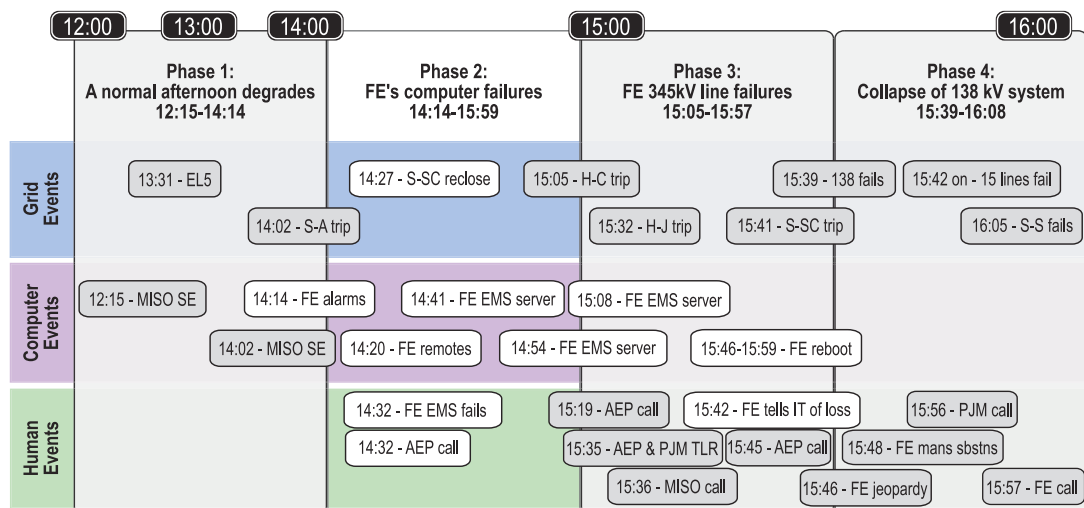 12:00
13:00
14:00
15:00
16:00
Phase 1:
A normal afternoon degrades
12:15-14:14
Phase 2:
FE's computer failures
14:14-15:59
Phase 3:
FE 345kV line failures
15:05-15:57
Phase 4:
Collapse of 138 kV system
15:39-16:08
Grid
Events
13:31 - EL5
14:27 - S-SC reclose
15:05 - H-C trip
15:39 - 138 fails
15:42 on - 15 lines fail
14:02 - S-A trip
15:32 - H-J trip
15:41 - S-SC trip
16:05 - S-S fails
Computer
Events
12:15 - MISO SE
14:14 - FE alarms
14:41 - FE EMS server
15:08 - FE EMS server
14:02 - MISO SE
14:20 - FE remotes
14:54 - FE EMS server
15:46-15:59 - FE reboot
Human
Events
14:32 - FE EMS fails
15:19 - AEP call
15:42 - FE tells IT of loss
15:56 - PJM call
14:32 - AEP call
15:35 - AEP & PJM TLR
15:45 - AEP call
15:48 - FE mans sbstns
15:36 - MISO call
15:46 - FE jeopardy
15:57 - FE call